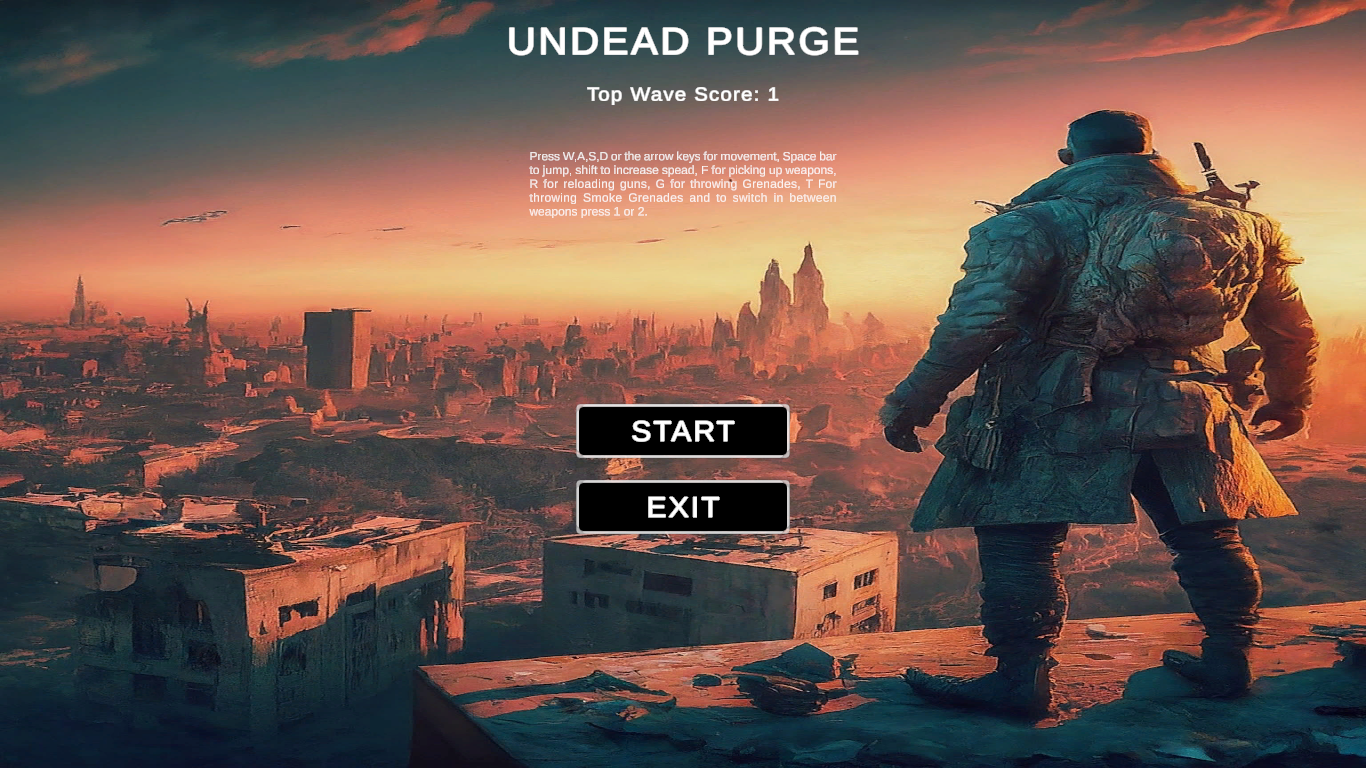 UNDEAD PURGE
Top Wave Score: 1
Press W,A,S,D or the arrow keys for movement, Space bar
to jump, shift to increase spead, F for picking up weapons,
R for reloading guns, G for throwing Grenades, T For
throwing Smoke Grenades and to switch in between
weapons press 1 or 2.
START
EXIT